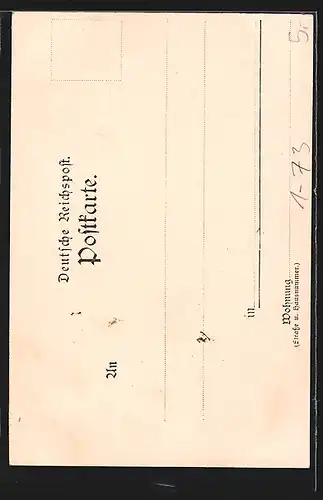 Deutsche Reichspost.
Postkarte.
An
in
Wohnung
(Straße u. Hausnummer.)
1-73
5,-